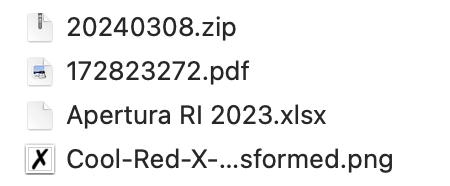 20240308.zip
172823272.pdf
Apertura RI 2023.xlsx
Cool-Red-X-...sformed.png